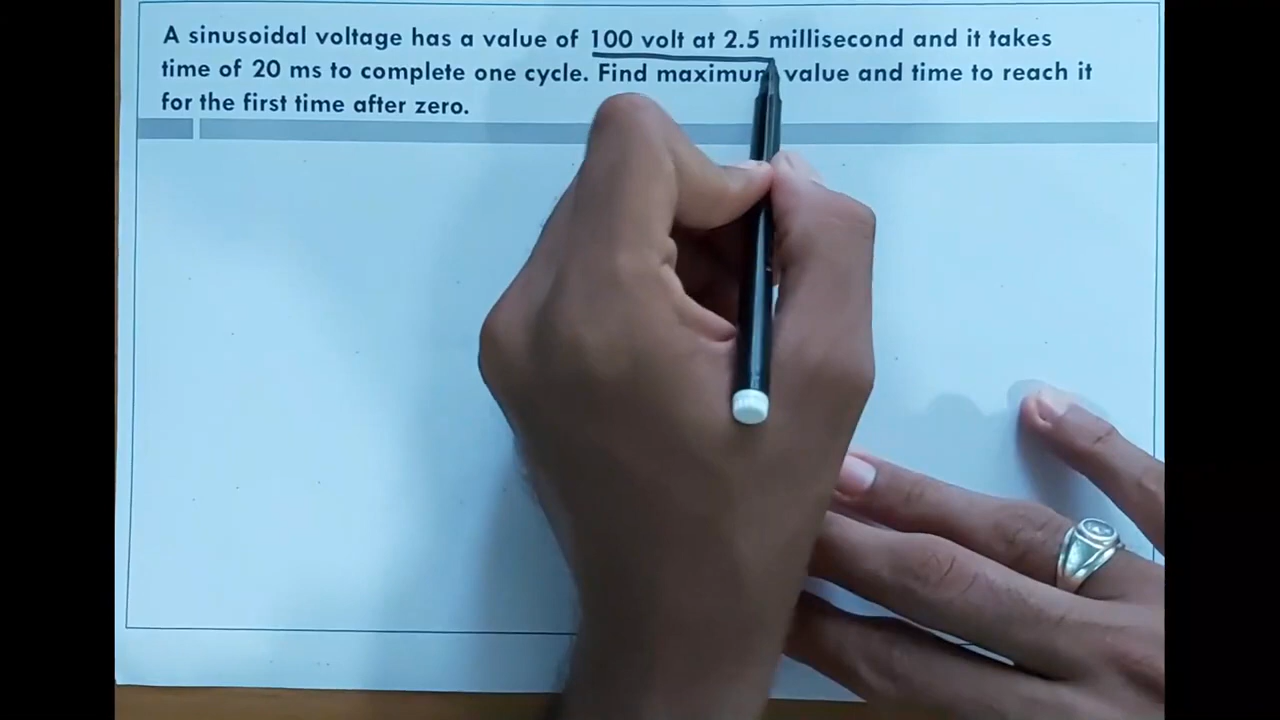 A sinusoidal voltage has a value of 100 volt at 2.5 millisecond and it takes
time of 20 ms to complete one cycle. Find maximum value and time to reach it
for the first time after zero.